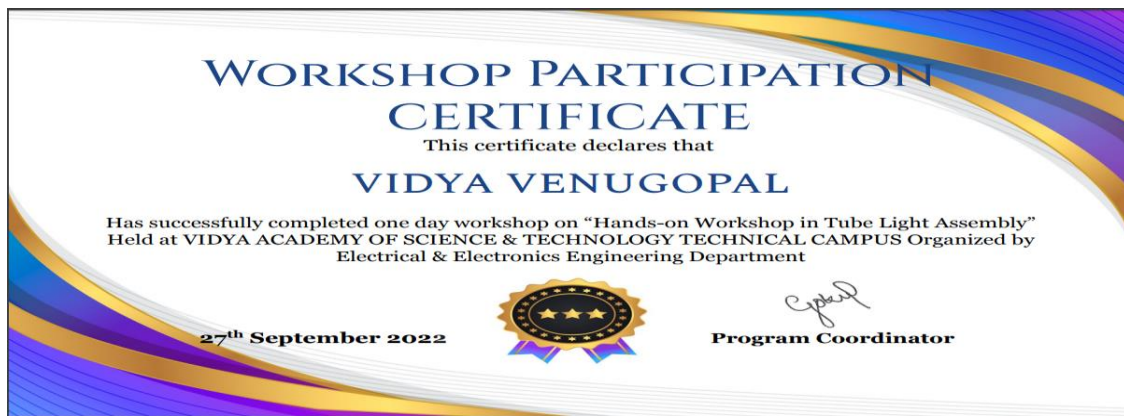 WORKSHOP PARTICIPATION
CERTIFICATE
This certificate declares that
VIDYA VENUGOPAL
Has successfully completed one day workshop on “Hands-on Workshop in Tube Light Assembly”
Held at VIDYA ACADEMY OF SCIENCE & TECHNOLOGY TECHNICAL CAMPUS Organized by
Electrical & Electronics Engineering Department
27th September 2022
Program Coordinator